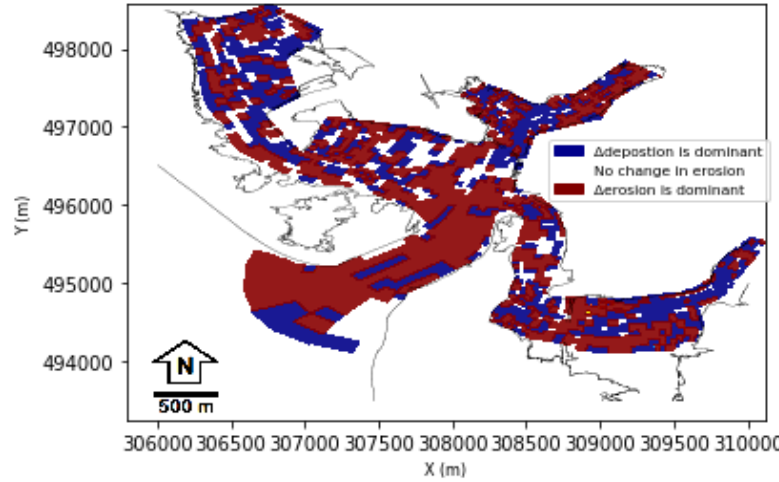 498000
497000
496000
495000
494000
Y (m)
Δdepostion is dominant
No change in erosion
Δerosion is dominant
N
500 m
306000 306500 307000 307500 308000 308500 309000 309500 310000
X (m)